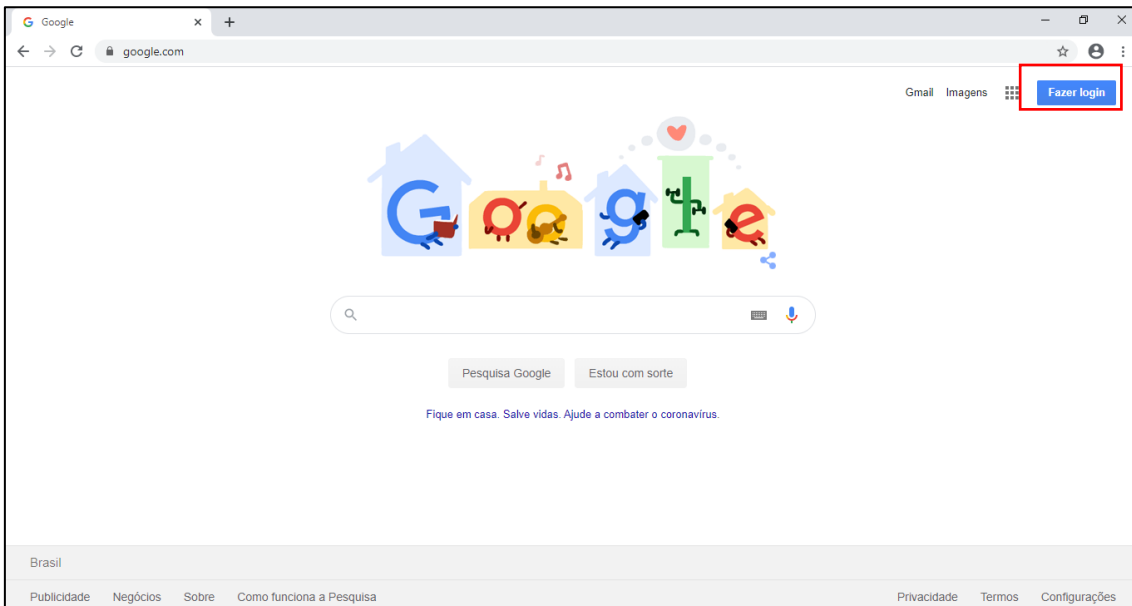 Google
google.com
Gmail Imagens Fazer login
Google
Pesquisa Google Estou com sorte
Fique em casa. Salve vidas. Ajude a combater o coronavírus.
Brasil
Publicidade Negócios Sobre Como funciona a Pesquisa Privacidade Termos Configurações